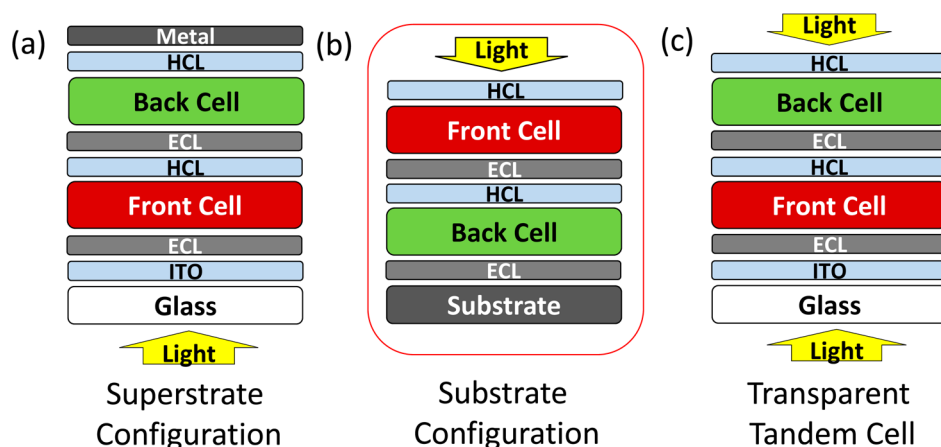 (a)
Metal
HCL
Back Cell
ECL
HCL
Front Cell
ECL
ITO
Glass
Light
Superstrate
Configuration
(b)
Light
HCL
Front Cell
ECL
HCL
Back Cell
ECL
Substrate
Substrate
Configuration
(c)
Light
HCL
Back Cell
ECL
HCL
Front Cell
ECL
ITO
Glass
Light
Transparent
Tandem Cell